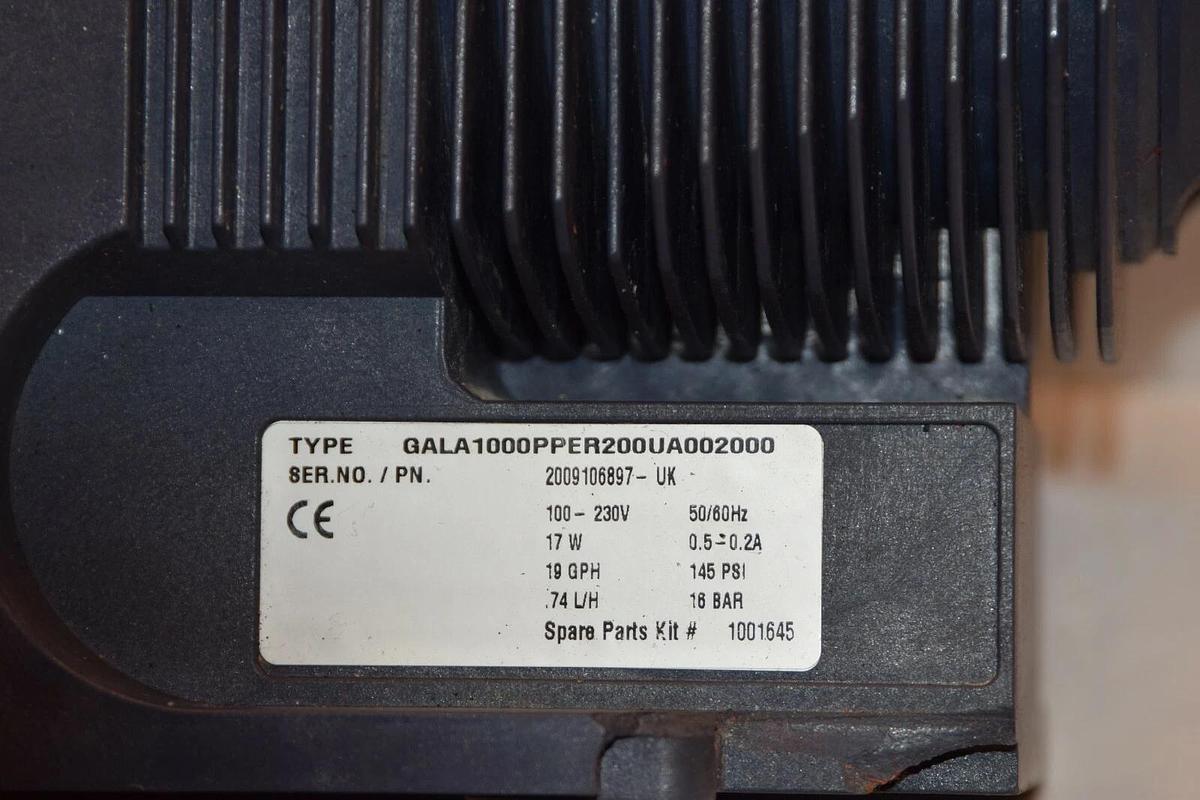 TYPE GALA1000PPER200UA002000
SER.NO. / PN. 2009106897- UK
CE 100- 230V 50/60Hz
17 W 0.5-0.2A
19 GPH 145 PSI
.74 L/H 16 BAR
Spare Parts Kit # 1001645